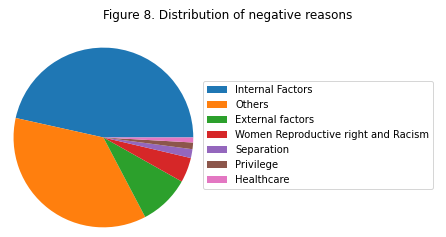 Figure 8. Distribution of negative reasons
Internal Factors
Others
External factors
Women Reproductive right and Racism
Separation
Privilege
Healthcare